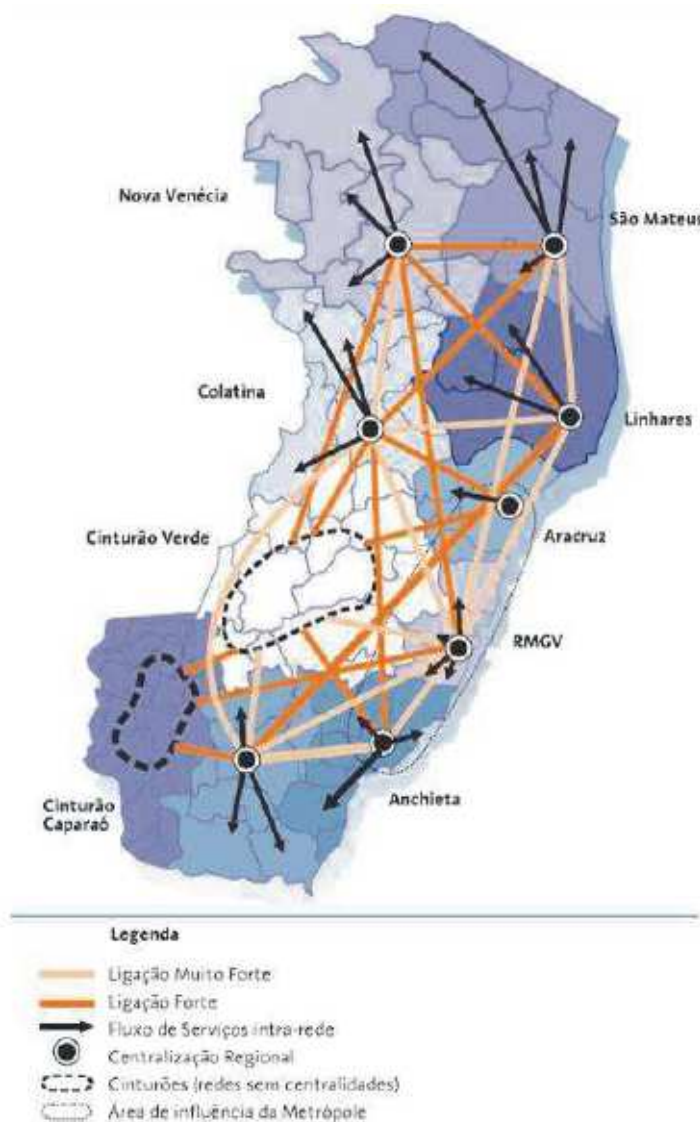 Nova Venécia
São Mateus
Colatina
Linhares
Cinturão Verde
Aracruz
RMGV
Anchieta
Cinturão
Caparaó
Legenda
Ligação Muito Forte
Ligação Forte
Fluxo de Serviços intra-rede
Centralização Regional
Cinturões (redes sem centralidades)
Área de influência da Metrópole